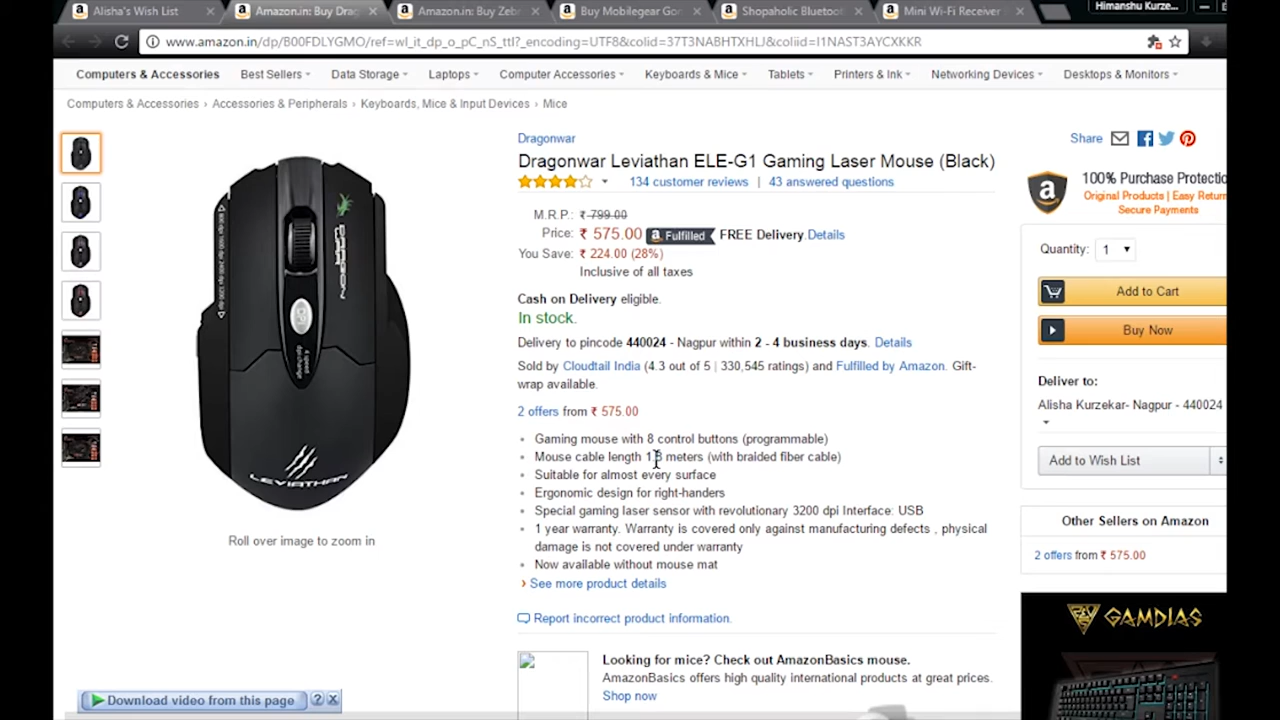 Alisha's Wish List
Amazon.in: Buy Drag
Amazon.in: Buy Zeb
Buy Mobilegear Go
Shopaholic Bluetoot
Mini Wi-Fi Receiver
Himanshu Kurze...
www.amazon.in/dp/B00FDLYGMO/ref=wl_it_dp_o_pC_nS_ttl?_encoding=UTF8&colid=37T3NABHTXHLJ&coliid=I1NAST3AYCXKKR
Computers & Accessories Best Sellers Data Storage Laptops Computer Accessories Keyboards & Mice Tablets Printers & Ink Networking Devices Desktops & Monitors
Computers & Accessories › Accessories & Peripherals › Keyboards, Mice & Input Devices › Mice
Dragonwar
Dragonwar Leviathan ELE-G1 Gaming Laser Mouse (Black)
134 customer reviews | 43 answered questions
M.R.P.: ₹ 799.00
Price: ₹ 575.00 Fulfilled FREE Delivery.Details
You Save: ₹ 224.00 (28%)
Inclusive of all taxes
Cash on Delivery eligible.
In stock.
Delivery to pincode 440024 - Nagpur within 2 - 4 business days. Details
Sold by Cloudtail India (4.3 out of 5 | 330,545 ratings) and Fulfilled by Amazon. Gift-
wrap available.
2 offers from ₹ 575.00
Gaming mouse with 8 control buttons (programmable)
Mouse cable length meters (with braided fiber cable)
Suitable for almost every surface
Ergonomic design for right-handers
Special gaming laser sensor with revolutionary 3200 dpi Interface: USB
1 year warranty. Warranty is covered only against manufacturing defects , physical
damage is not covered under warranty
Now available without mouse mat
› See more product details
Report incorrect product information.
Looking for mice? Check out AmazonBasics mouse.
AmazonBasics offers high quality international products at great prices.
Shop now
DRAGON WAR
DPI
4 speed
dpi change
LEVIATHAN
Roll over image to zoom in
Download video from this page ? X
Share
100% Purchase Protectio
Original Products | Easy Retur
Secure Payments
Quantity: 1
Add to Cart
Buy Now
Deliver to:
Alisha Kurzekar- Nagpur - 440024
Add to Wish List
Other Sellers on Amazon
2 offers from ₹ 575.00
GAMDIAS